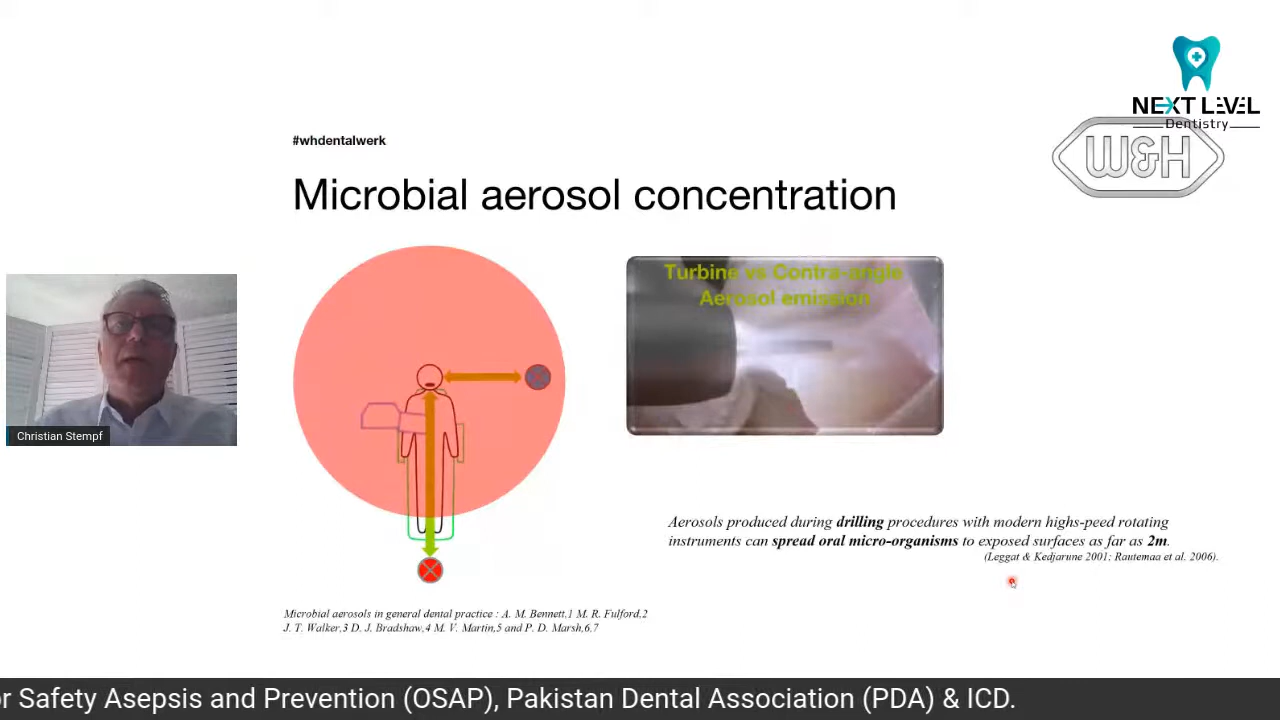 NEXT LEVEL
Dentistry
W&H
#whdentalwerk
Microbial aerosol concentration
Turbine vs Contra-angle
Aerosol emission
Christian Stempf
Aerosols produced during drilling procedures with modern highs-peed rotating
instruments can spread oral micro-organisms to exposed surfaces as far as 2m.
(Leggat & Kedjarune 2001; Rautemaa et al. 2006).
Microbial aerosols in general dental practice : A. M. Bennett,1 M. R. Fulford,2
J. T. Walker,3 D. J. Bradshaw,4 M. V. Martin,5 and P. D. Marsh,6,7
r Safety Asepsis and Prevention (OSAP), Pakistan Dental Association (PDA) & ICD.